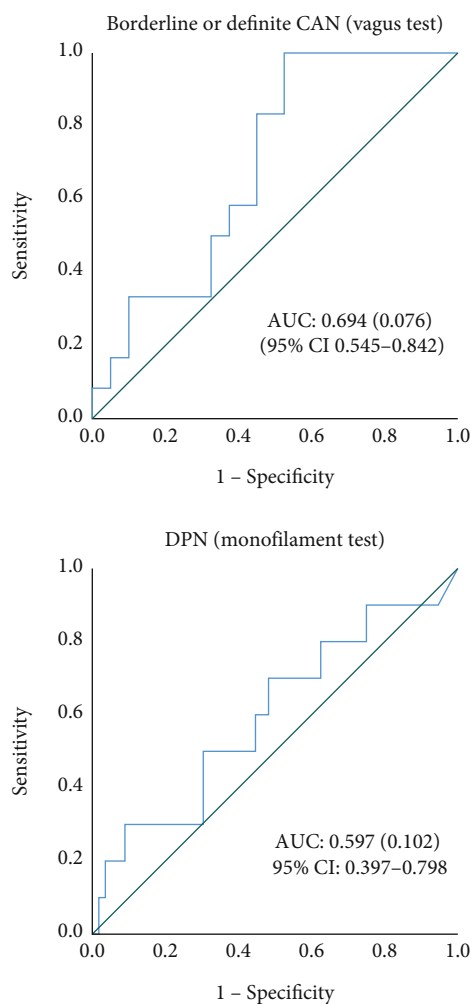 Borderline or definite CAN (vagus test)
1.0
0.8
0.6
0.4
0.2
0.0
Sensitivity
AUC: 0.694 (0.076)
(95% CI 0.545–0.842)
0.0 0.2 0.4 0.6 0.8 1.0
1 – Specificity
DPN (monofilament test)
1.0
0.8
0.6
0.4
0.2
0.0
Sensitivity
AUC: 0.597 (0.102)
95% CI: 0.397–0.798
0.0 0.2 0.4 0.6 0.8 1.0
1 – Specificity